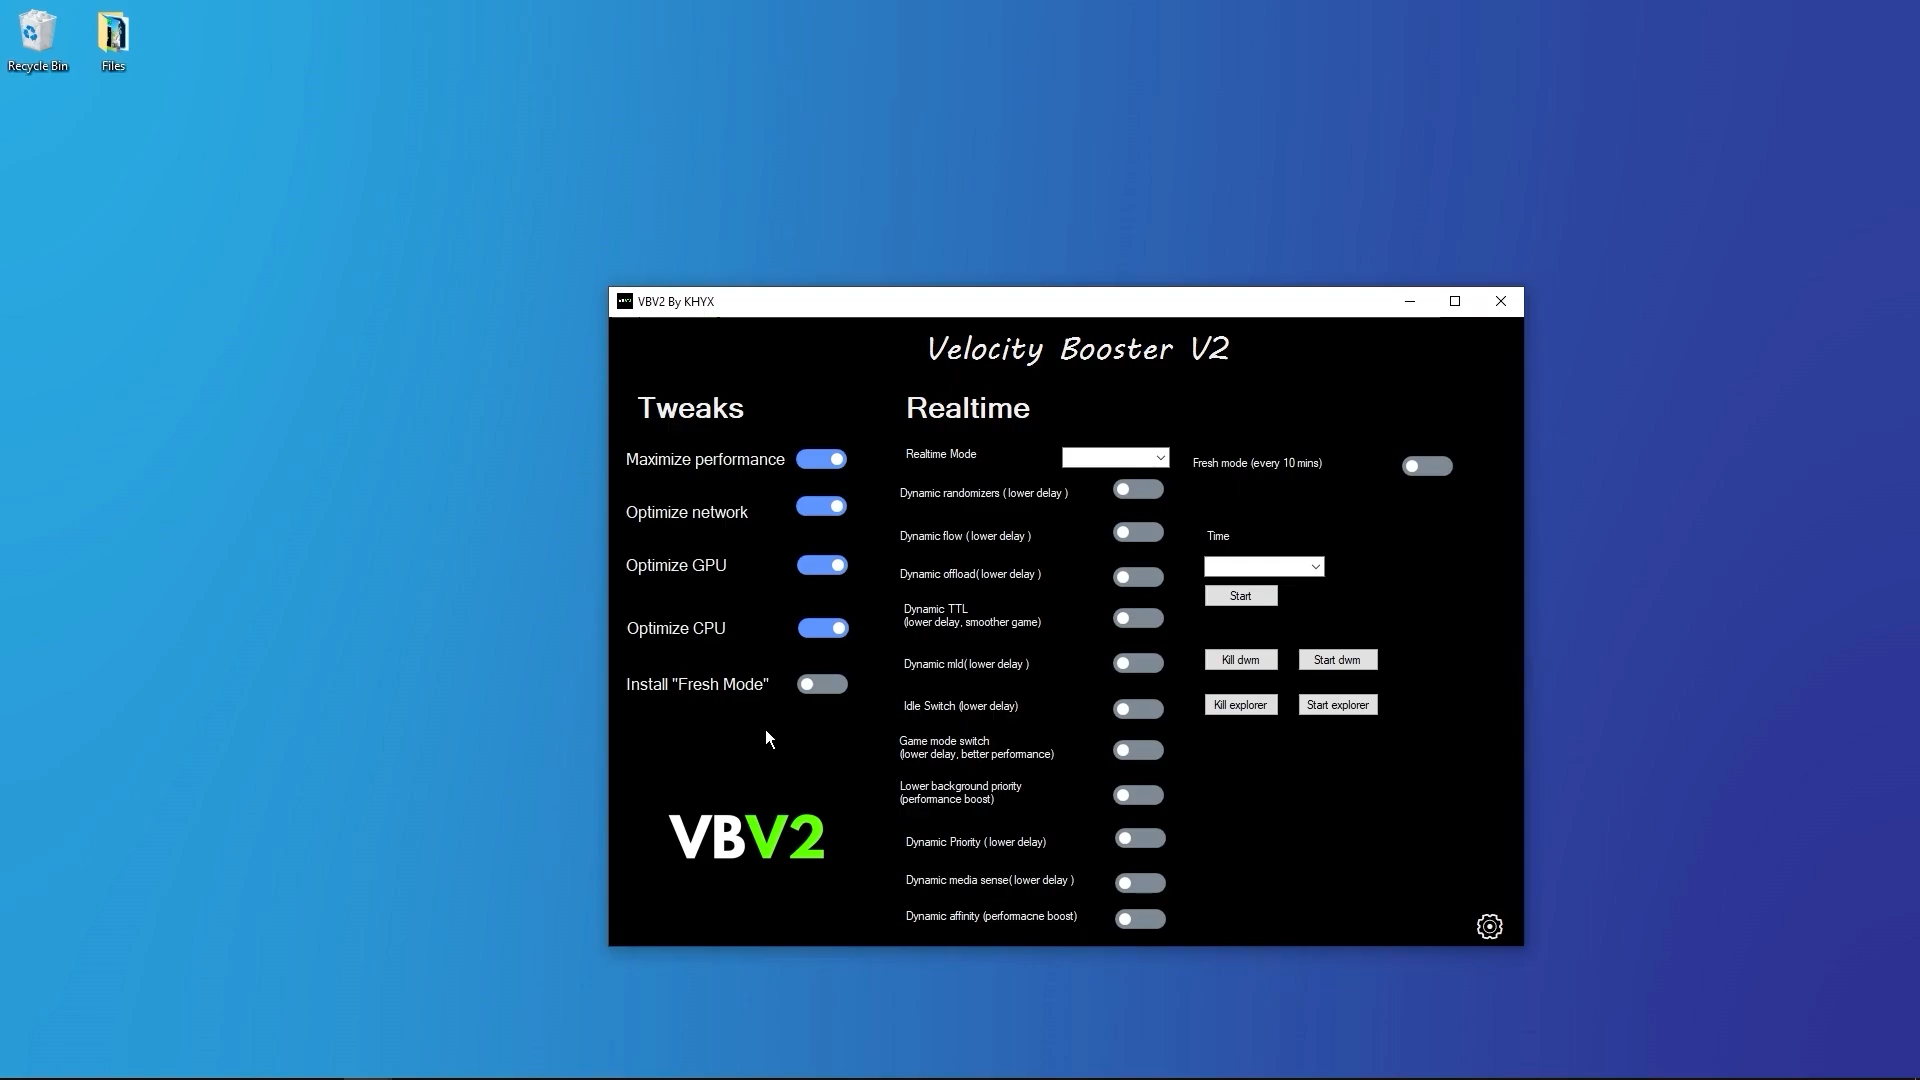 Recycle Bin
Files
VBV2 By KHYX
Velocity Booster V2
Tweaks
Maximize performance
Optimize network
Optimize GPU
Optimize CPU
Install "Fresh Mode"
VBV2
Realtime
Realtime Mode
Dynamic randomizers ( lower delay )
Dynamic flow ( lower delay )
Dynamic offload( lower delay )
Dynamic TTL
(lower delay, smoother game)
Dynamic mld( lower delay )
Idle Switch (lower delay)
Game mode switch
(lower delay, better performance)
Lower background priority
(performance boost)
Dynamic Priority ( lower delay)
Dynamic media sense( lower delay )
Dynamic affinity (performacne boost)
Fresh mode (every 10 mins)
Time
Start
Kill dwm
Start dwm
Kill explorer
Start explorer